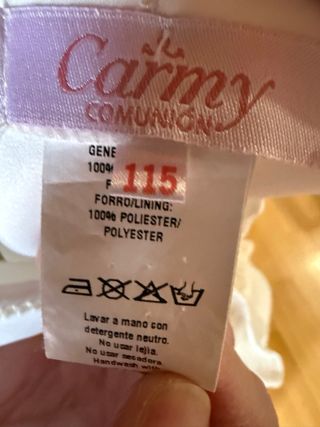 Carmy
COMUNION
GENE
100%
115
FORRO/LINING:
100% POLIESTER/
POLYESTER
Lavar a mano con
detergente neutro.
No usar lejia.
No usar secadora.
Handwash with